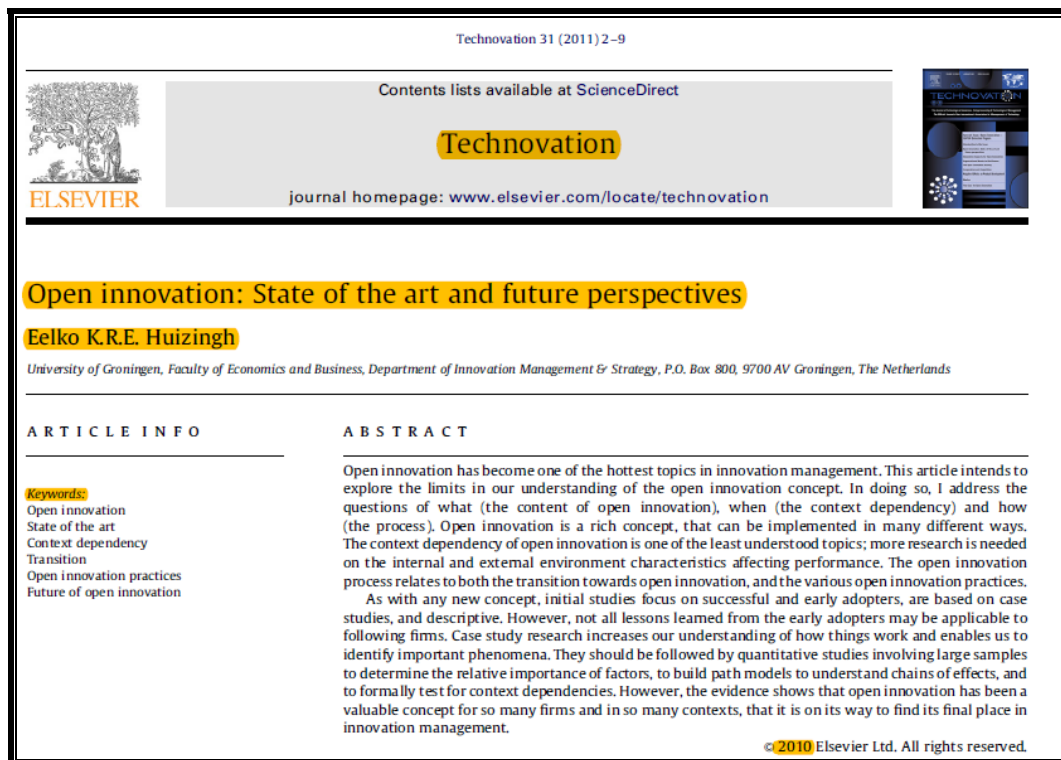 Technovation 31 (2011) 2–9
Contents lists available at ScienceDirect
Technovation
journal homepage: www.elsevier.com/locate/technovation
ELSEVIER
TECHNOVATION
Open innovation: State of the art and future perspectives
Eelko K.R.E. Huizingh
University of Groningen, Faculty of Economics and Business, Department of Innovation Management & Strategy, P.O. Box 800, 9700 AV Groningen, The Netherlands
ARTICLE INFO
Keywords:
Open innovation
State of the art
Context dependency
Transition
Open innovation practices
Future of open innovation
ABSTRACT
Open innovation has become one of the hottest topics in innovation management. This article intends to
explore the limits in our understanding of the open innovation concept. In doing so, I address the
questions of what (the content of open innovation), when (the context dependency) and how
(the process). Open innovation is a rich concept, that can be implemented in many different ways.
The context dependency of open innovation is one of the least understood topics; more research is needed
on the internal and external environment characteristics affecting performance. The open innovation
process relates to both the transition towards open innovation, and the various open innovation practices.
As with any new concept, initial studies focus on successful and early adopters, are based on case
studies, and descriptive. However, not all lessons learned from the early adopters may be applicable to
following firms. Case study research increases our understanding of how things work and enables us to
identify important phenomena. They should be followed by quantitative studies involving large samples
to determine the relative importance of factors, to build path models to understand chains of effects, and
to formally test for context dependencies. However, the evidence shows that open innovation has been a
valuable concept for so many firms and in so many contexts, that it is on its way to find its final place in
innovation management.
© 2010 Elsevier Ltd. All rights reserved.